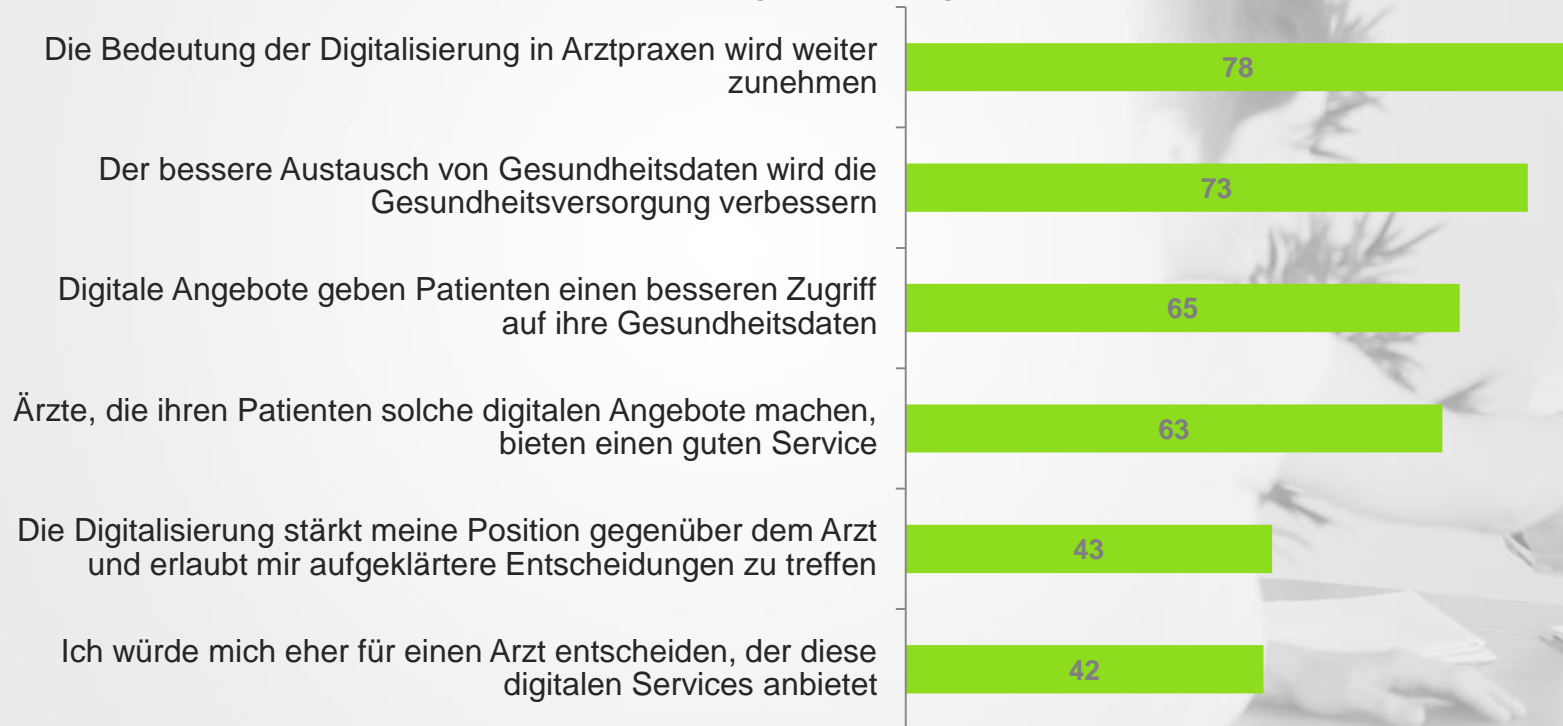 Die Bedeutung der Digitalisierung in Arztpraxen wird weiter
zunehmen
78
Der bessere Austausch von Gesundheitsdaten wird die
Gesundheitsversorgung verbessern
73
Digitale Angebote geben Patienten einen besseren Zugriff
auf ihre Gesundheitsdaten
65
Ärzte, die ihren Patienten solche digitalen Angebote machen,
bieten einen guten Service
63
Die Digitalisierung stärkt meine Position gegenüber dem Arzt
und erlaubt mir aufgeklärtere Entscheidungen zu treffen
43
Ich würde mich eher für einen Arzt entscheiden, der diese
digitalen Services anbietet
42